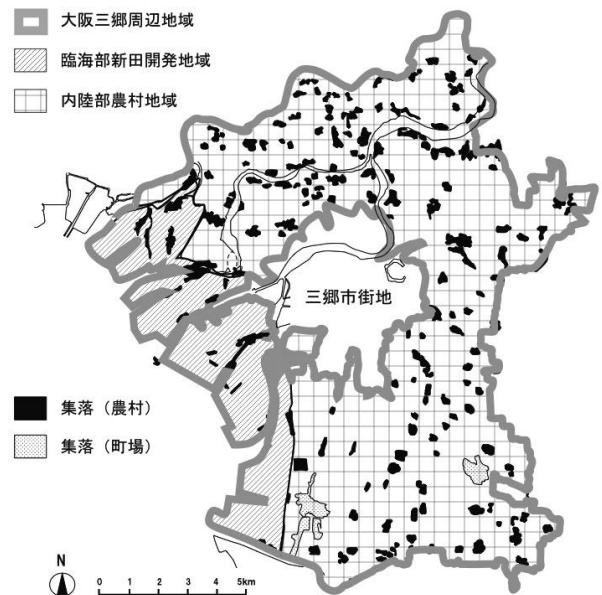 大阪三郷周辺地域
臨海部新田開発地域
内陸部農村地域
三郷市街地
集落（農村）
集落（町場）
N
0 1 2 3 4 5km